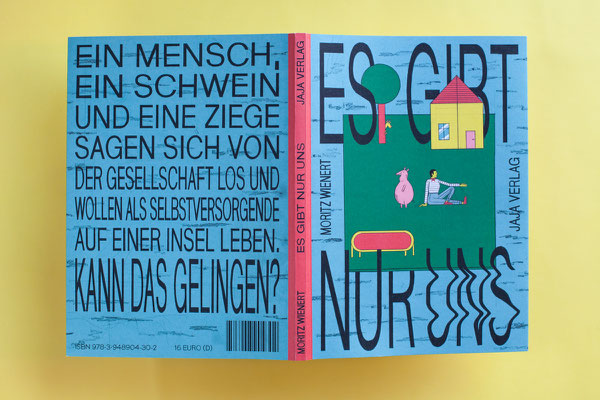 EIN MENSCH,
EIN SCHWEIN
UND EINE ZIEGE
SAGEN SICH VON
DER GESELLSCHAFT LOS UND
WOLLEN ALS SELBSTVERSORGENDE
AUF EINER INSEL LEBEN.
KANN DAS GELINGEN?
ISBN 978-3-948904-30-2 16 EURO (D)
JAJA VERLAG
ES GIBT NUR UNS
MORITZ WIENERT
ES GIBT
MORITZ WIENERT
JAJA VERLAG
NUR UNS